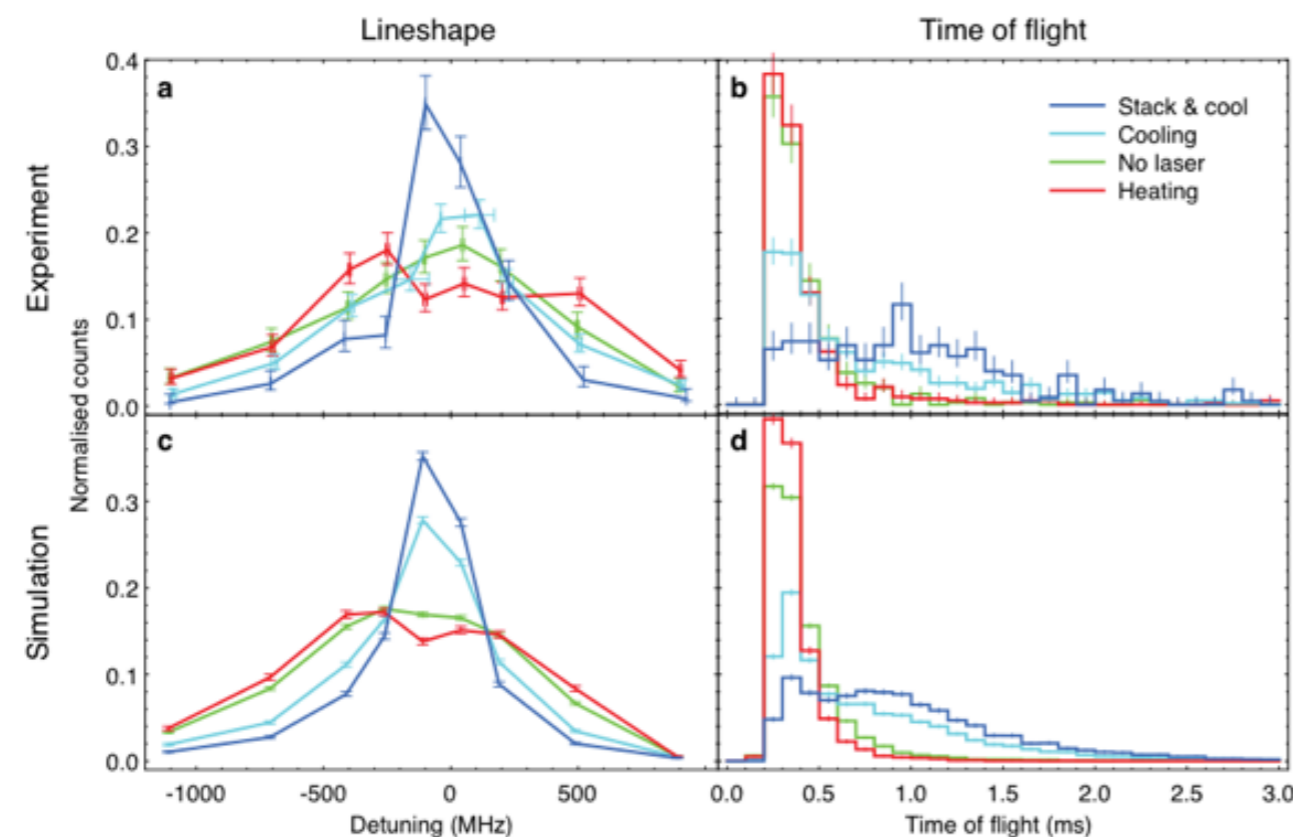 Lineshape
Time of flight
Experiment
Simulation
Normalised counts
a
b
c
d
Stack & cool
Cooling
No laser
Heating
0.4
0.3
0.2
0.1
0.0
0.3
0.2
0.1
0.0
-1000 -500 0 500
0.0 0.5 1.0 1.5 2.0 2.5 3.0
Detuning (MHz)
Time of flight (ms)